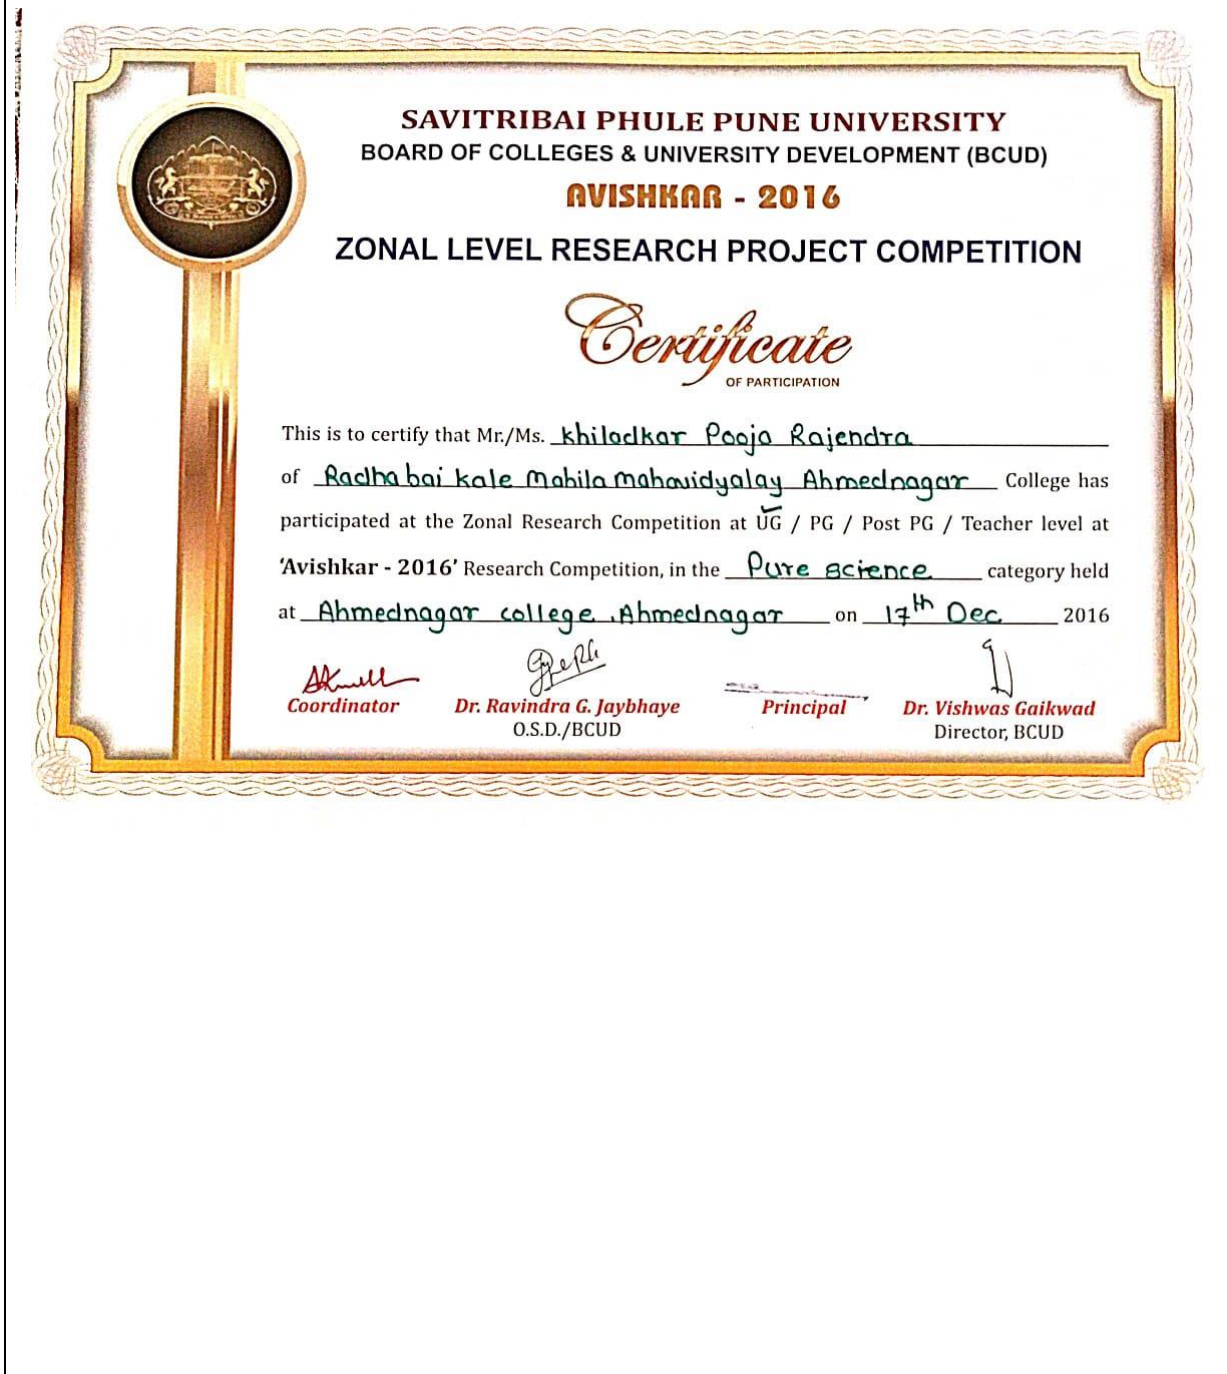 SAVITRIBAI PHULE PUNE UNIVERSITY
BOARD OF COLLEGES & UNIVERSITY DEVELOPMENT (BCUD)
AVISHKAR - 2016
ZONAL LEVEL RESEARCH PROJECT COMPETITION
Certificate
OF PARTICIPATION
This is to certify that Mr./Ms. khiladkar Pooja Rajendra
of Radhabai kale Mahila mahavidyalay Ahmednagar College has
participated at the Zonal Research Competition at UG / PG / Post PG / Teacher level at
'Avishkar - 2016' Research Competition, in the Pure science category held
at Ahmednagar college, Ahmednagar on 17th Dec 2016
Coordinator Dr. Ravindra G. Jaybhaye Principal Dr. Vishwas Gaikwad
O.S.D./BCUD Director, BCUD